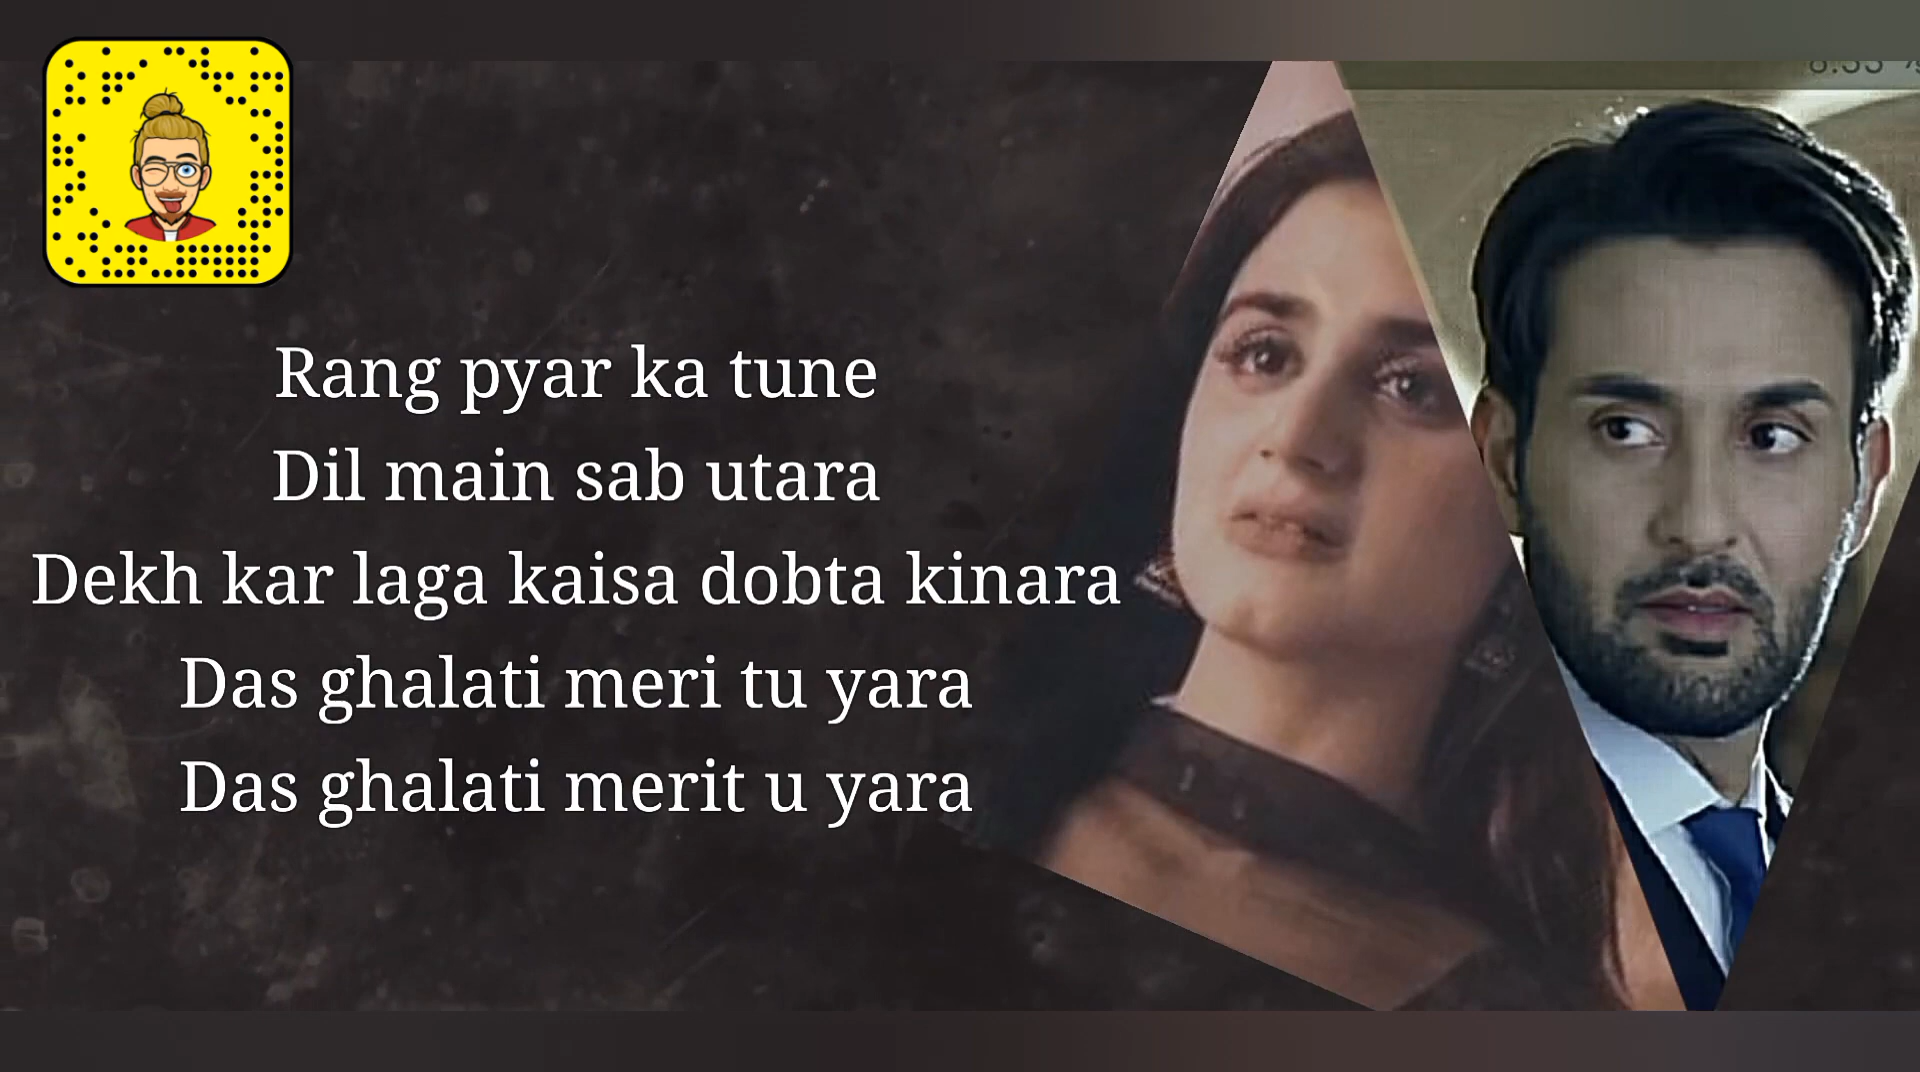 Rang pyar ka tune
Dil main sab utara
Dekh kar laga kaisa dobta kinara
Das ghalati meri tu yara
Das ghalati merit u yara